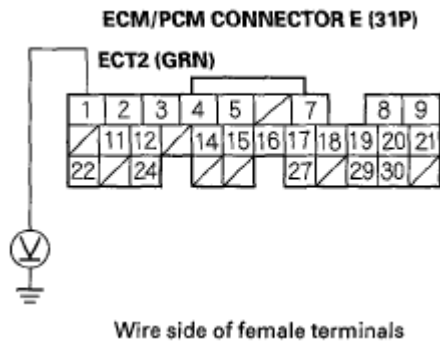 ECM/PCM CONNECTOR E (31P)
ECT2 (GRN)
1 2 3 4 5 7 8 9
11 12 14 15 16 17 18 19 20 21
22 24 27 29 30
V
Wire side of female terminals